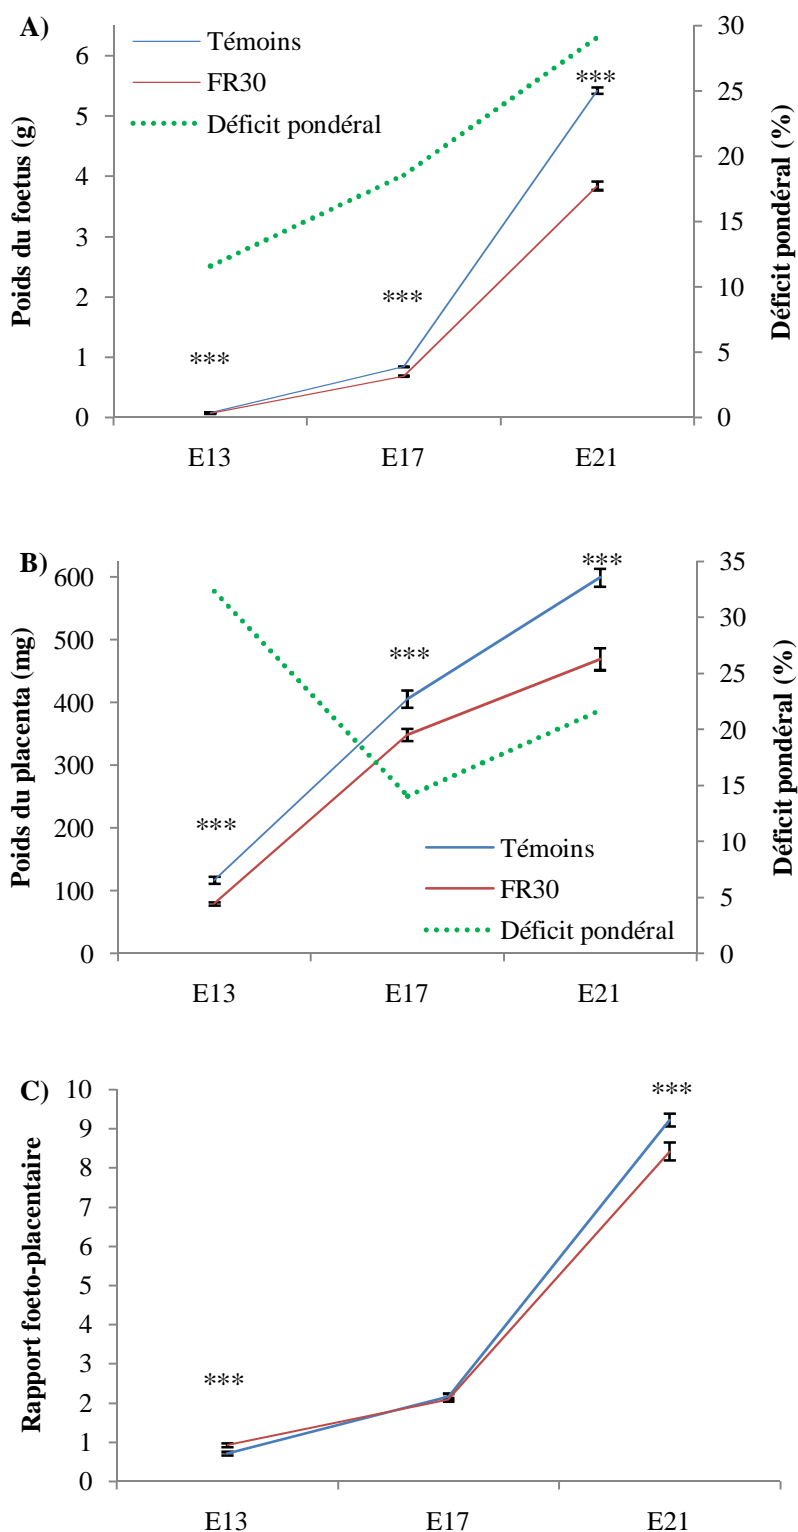 A)
Témoins
FR30
Déficit pondéral
Poids du foetus (g)
Déficit pondéral (%)
6
5
4
3
2
1
0
30
25
20
15
10
5
0
***
***
***
E13 E17 E21
B)
Poids du placenta (mg)
Déficit pondéral (%)
600
500
400
300
200
100
0
35
30
25
20
15
10
5
0
***
***
***
Témoins
FR30
Déficit pondéral
E13 E17 E21
C)
Rapport foeto-placentaire
10
9
8
7
6
5
4
3
2
1
0
***
***
E13 E17 E21